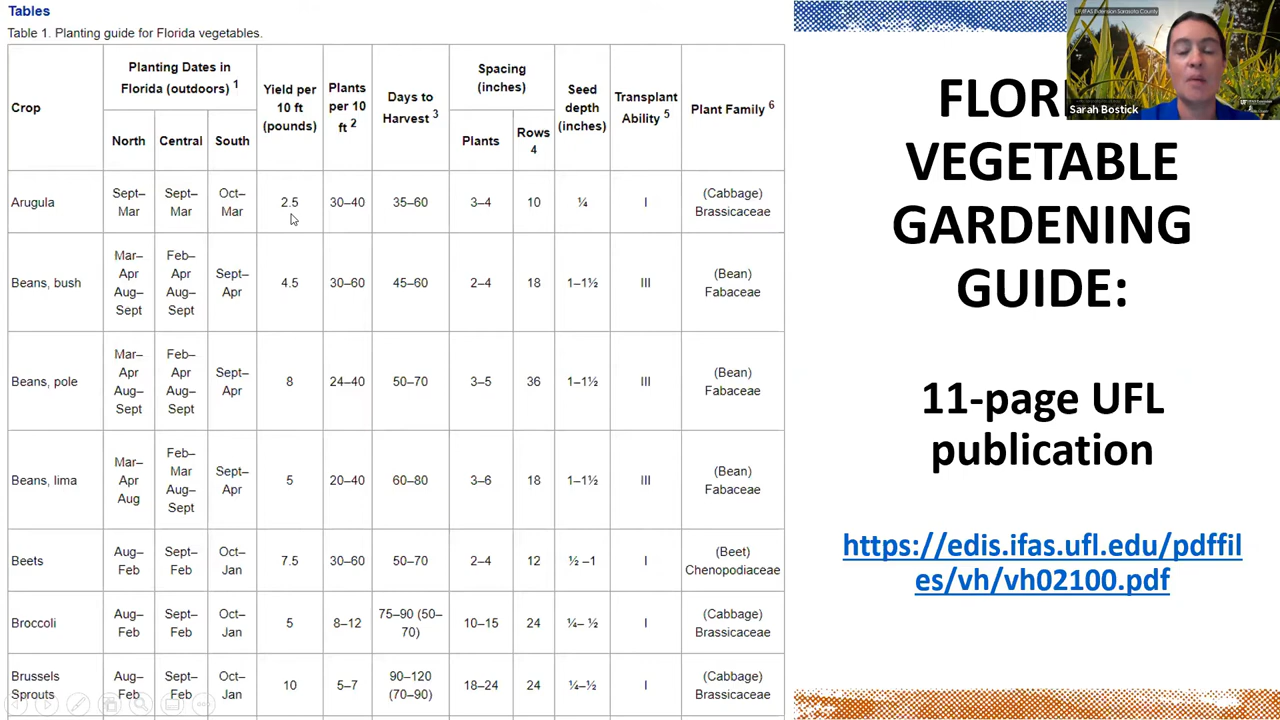 Tables
Table 1. Planting guide for Florida vegetables.
Crop
Planting Dates in
Florida (outdoors) 1
North
Central
South
Yield per
10 ft
(pounds)
Plants
per 10
ft 2
Days to
Harvest 3
Spacing
(inches)
Plants
Rows
4
Seed
depth
(inches)
Transplant
Ability 5
Plant Family 6
Arugula
Sept–
Mar
Sept–
Mar
Oct–
Mar
2.5
30–40
35–60
3–4
10
¼
I
(Cabbage)
Brassicaceae
Beans, bush
Mar–
Apr
Aug–
Sept
Feb–
Apr
Aug–
Sept
Sept–
Apr
4.5
30–60
45–60
2–4
18
1–1½
III
(Bean)
Fabaceae
Beans, pole
Mar–
Apr
Aug–
Sept
Feb–
Apr
Aug–
Sept
Sept–
Apr
8
24–40
50–70
3–5
36
1–1½
III
(Bean)
Fabaceae
Beans, lima
Mar–
Apr
Aug
Feb–
Mar
Aug–
Sept
Sept–
Apr
5
20–40
60–80
3–6
18
1–1½
III
(Bean)
Fabaceae
Beets
Aug–
Feb
Sept–
Feb
Oct–
Jan
7.5
30–60
50–70
2–4
12
½ –1
I
(Beet)
Chenopodiaceae
Broccoli
Aug–
Feb
Sept–
Feb
Oct–
Jan
5
8–12
75–90 (50–
70)
10–15
24
¼– ½
I
(Cabbage)
Brassicaceae
Brussels
Sprouts
Aug–
Feb
Sept–
Feb
Oct–
Jan
10
5–7
90–120
(70–90)
18–24
24
¼–½
I
(Cabbage)
Brassicaceae
UF/IFAS Extension Sarasota County
Sarah Bostick
FLOR
VEGETABLE
GARDENING
GUIDE:
11-page UFL
publication
https://edis.ifas.ufl.edu/pdffil
es/vh/vh02100.pdf